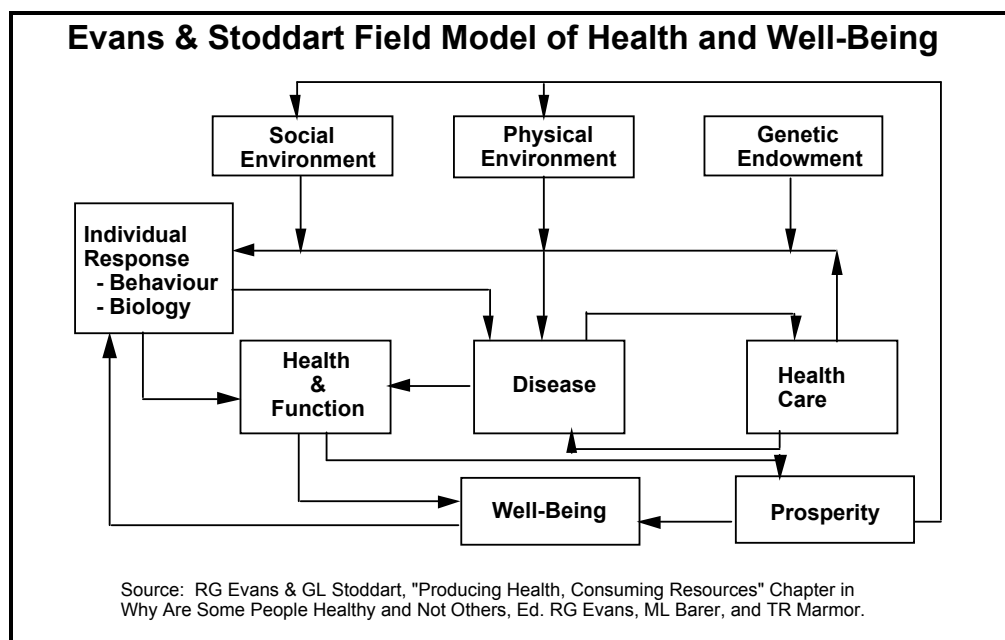 Evans & Stoddart Field Model of Health and Well-Being
Social
Environment
Physical
Environment
Genetic
Endowment
Individual
Response
- Behaviour
- Biology
Health
&
Function
Disease
Health
Care
Well-Being
Prosperity
Source: RG Evans & GL Stoddart, "Producing Health, Consuming Resources" Chapter in
Why Are Some People Healthy and Not Others, Ed. RG Evans, ML Barer, and TR Marmor.